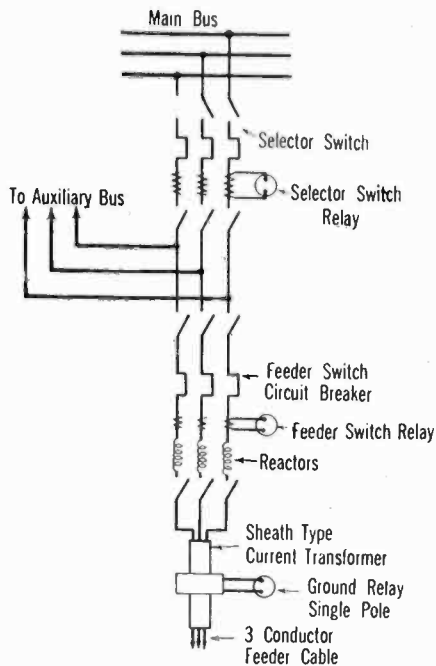 Main Bus
Selector Switch
Selector Switch
Relay
To Auxiliary Bus
Feeder Switch
Circuit Breaker
Feeder Switch Relay
Reactors
Sheath Type
Current Transformer
Ground Relay
Single Pole
3 Conductor
Feeder Cable